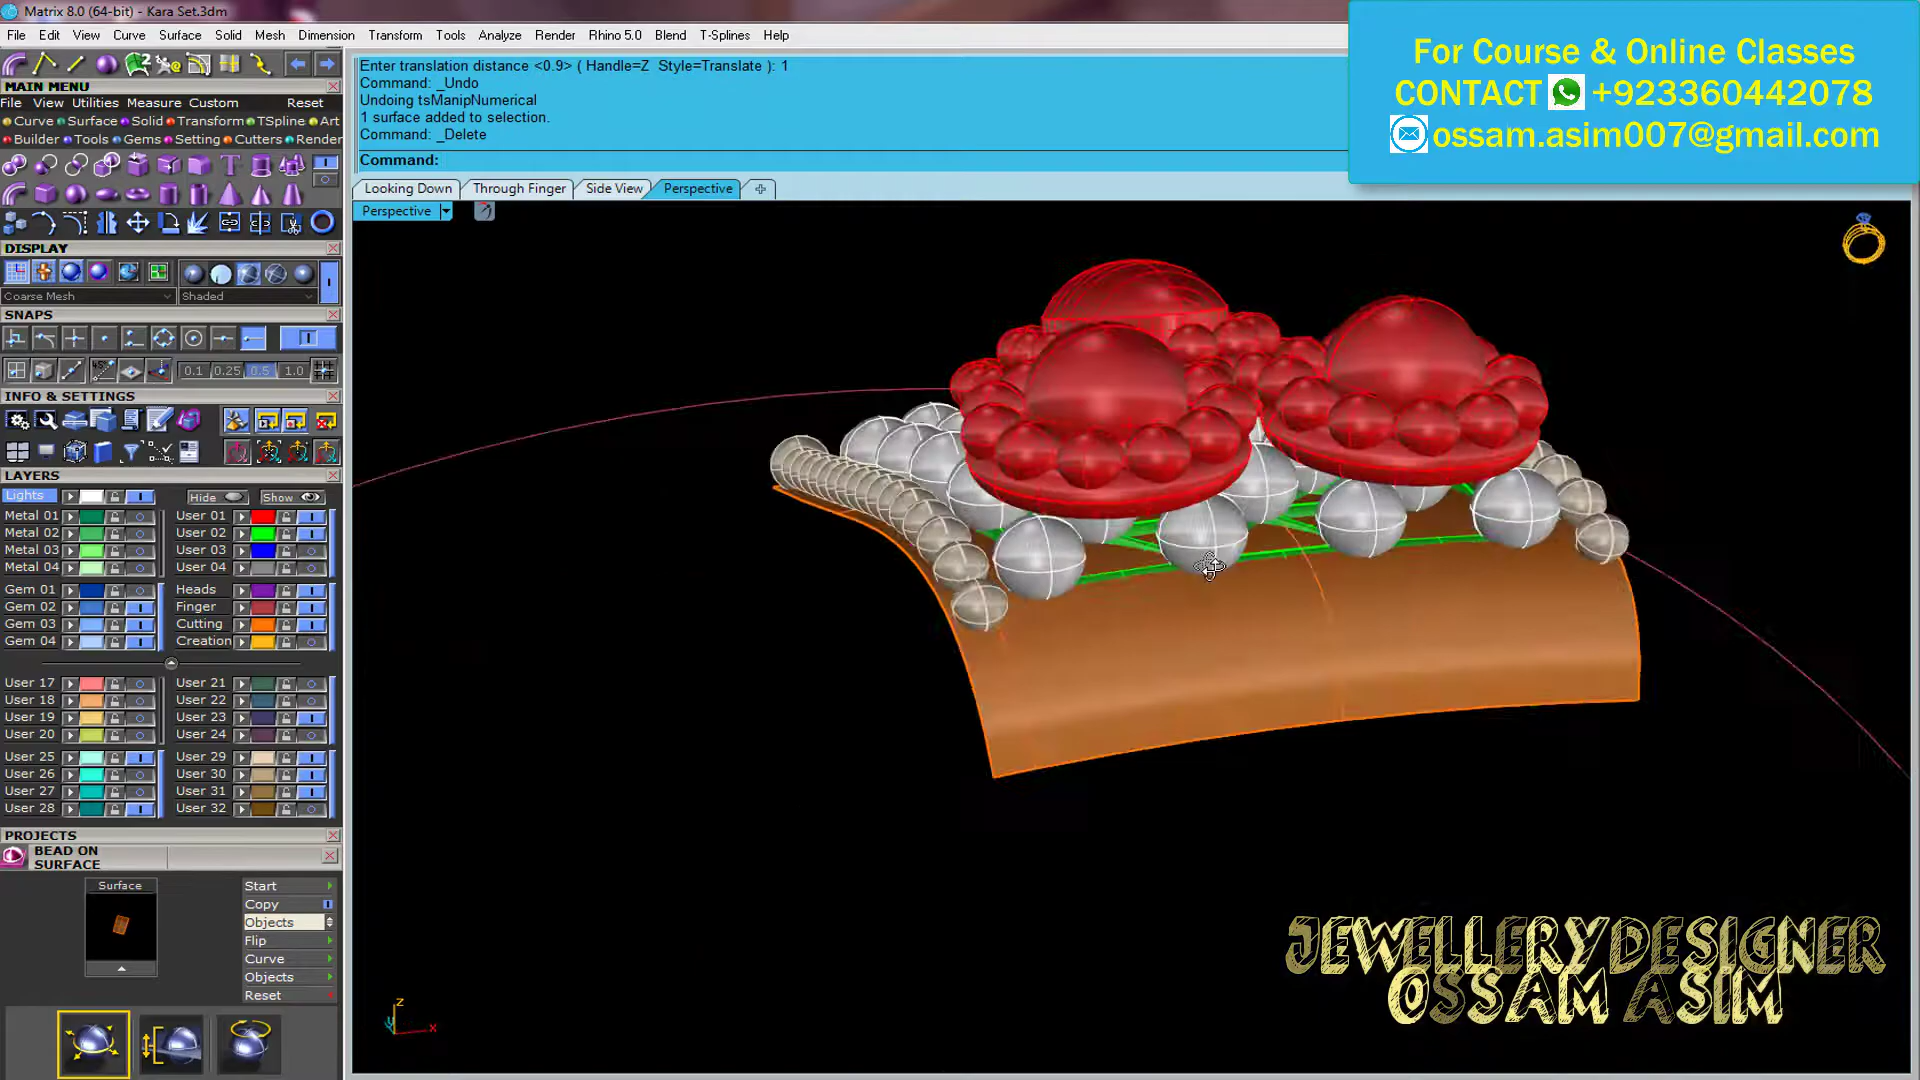 Matrix 8.0 (64-bit) - Kara Set.3dm
File Edit View Curve Surface Solid Mesh Dimension Transform Tools Analyze Render Rhino 5.0 Blend T-Splines Help
For Course & Online Classes
CONTACT +923360442078
ossam.asim007@gmail.com
Enter translation distance <0.9> ( Handle=Z Style=Translate ): 1
Command: _Undo
Undoing tsManipNumerical
1 surface added to selection.
Command: _Delete
Command:
MAIN MENU
File View Utilities Measure Custom Reset
Curve Surface Solid Transform TSpline Art
Builder Tools Gems Setting Cutters Render
Looking Down Through Finger Side View Perspective
Perspective
DISPLAY
Coarse Mesh Shaded
SNAPS
0.1 0.25 0.5 1.0
INFO & SETTINGS
LAYERS
Lights Hide Show
Metal 01 User 01
Metal 02 User 02
Metal 03 User 03
Metal 04 User 04
Gem 01 Heads
Gem 02 Finger
Gem 03 Cutting
Gem 04 Creation
User 17 User 21
User 18 User 22
User 19 User 23
User 20 User 24
User 25 User 29
User 26 User 30
User 27 User 31
User 28 User 32
PROJECTS
BEAD ON
SURFACE
Surface
Start
Copy
Objects
Flip
Curve
Objects
Reset
z
x
JEWELLERYDESIGNER
OSSAM ASIM